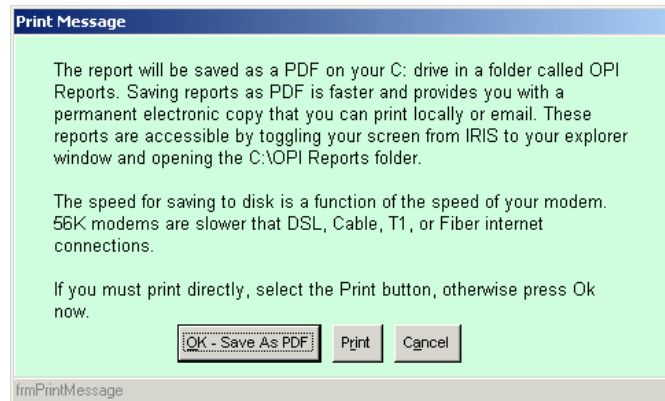 Print Message
The report will be saved as a PDF on your C: drive in a folder called OPI
Reports. Saving reports as PDF is faster and provides you with a
permanent electronic copy that you can print locally or email. These
reports are accessible by toggling your screen from IRIS to your explorer
window and opening the C:\OPI Reports folder.
The speed for saving to disk is a function of the speed of your modem.
56K modems are slower that DSL, Cable, T1, or Fiber internet
connections.
If you must print directly, select the Print button, otherwise press Ok
now.
OK - Save As PDF Print Cancel
frmPrintMessage